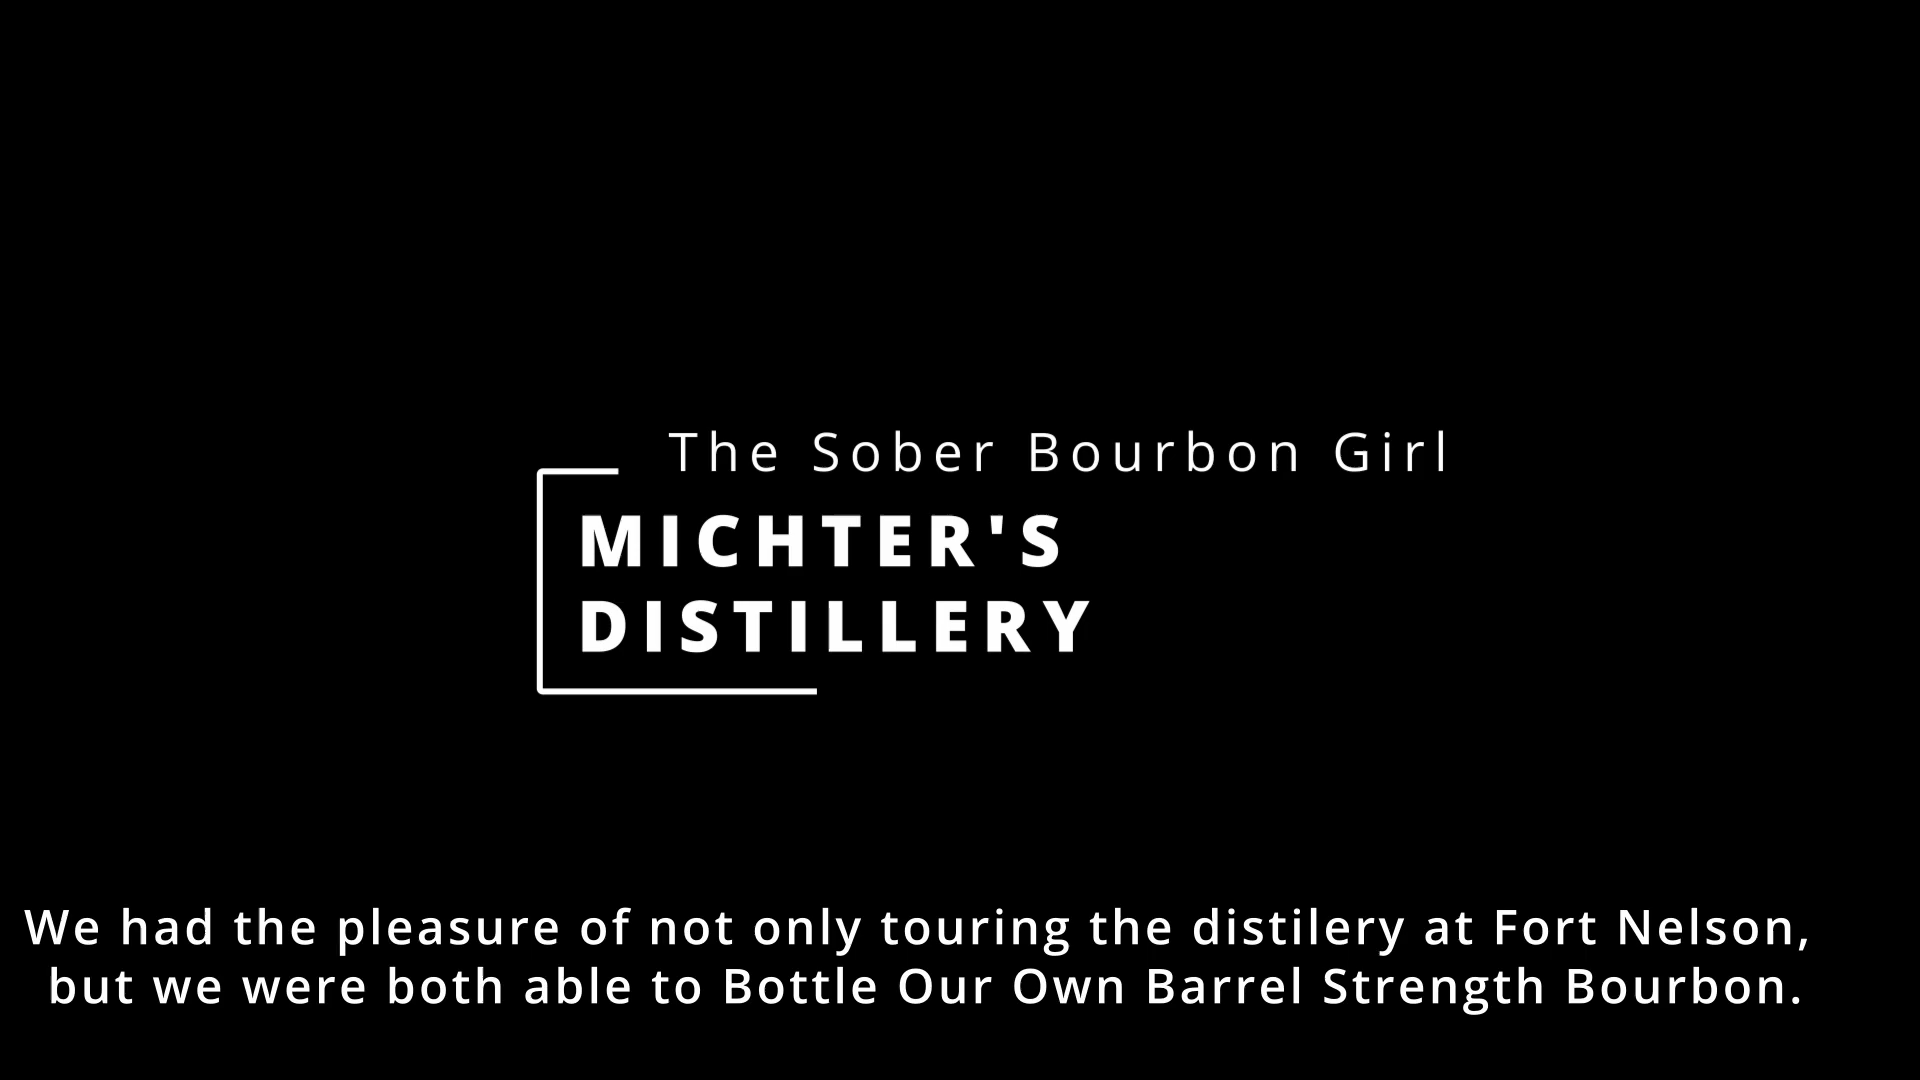 The Sober Bourbon Girl
MICHTER'S
DISTILLERY
We had the pleasure of not only touring the distilery at Fort Nelson,
but we were both able to Bottle Our Own Barrel Strength Bourbon.